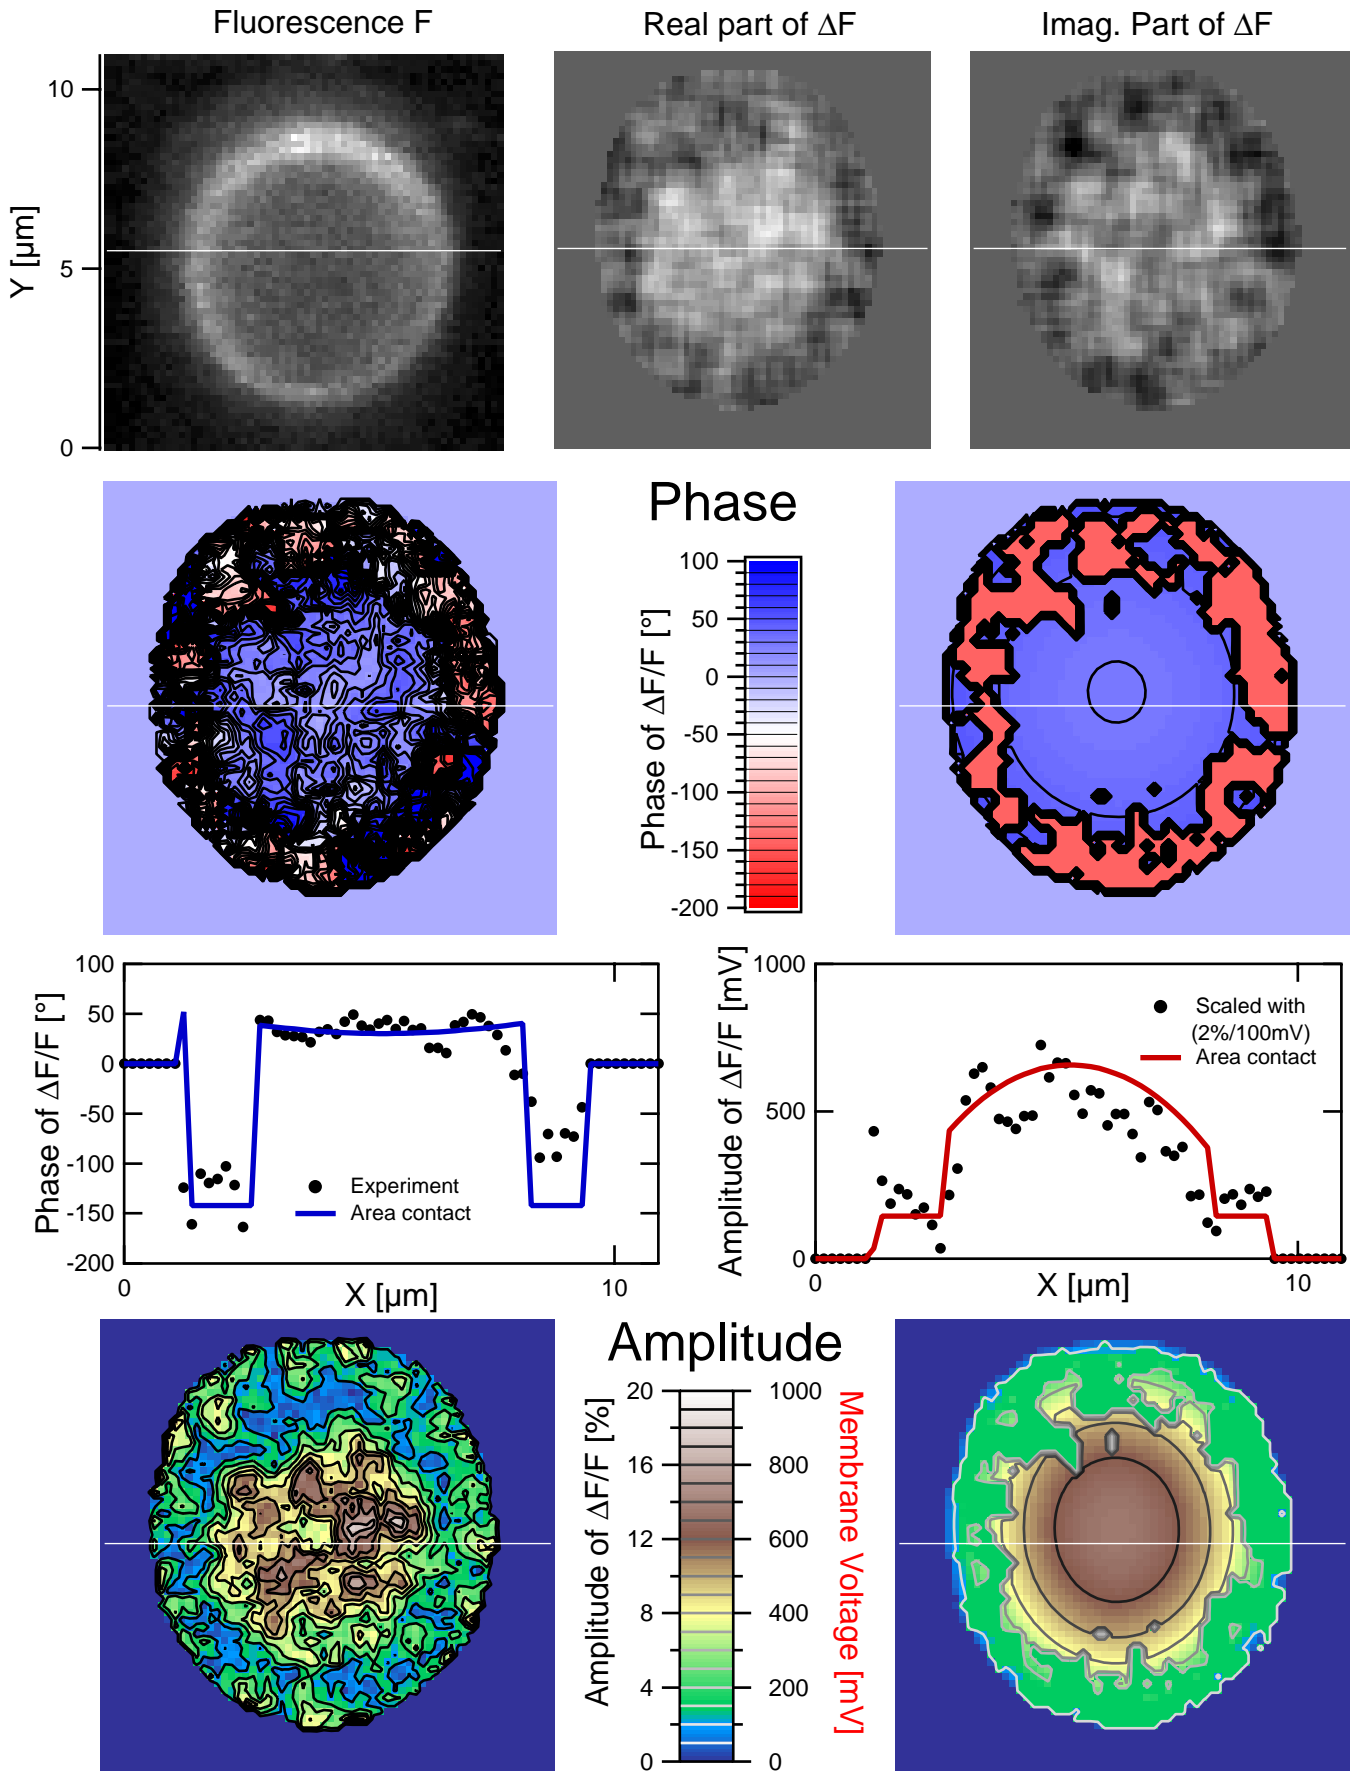 Fluorescence F
Real part of ΔF
Imag. Part of ΔF
Y [µm]
10
5
0
Phase
Phase of ΔF/F [°]
100
50
0
-50
-100
-150
-200
Phase of ΔF/F [°]
100
50
0
-50
-100
-150
-200
Experiment
Area contact
0
10
X [µm]
Amplitude of ΔF/F [mV]
1000
500
0
Scaled with
(2%/100mV)
Area contact
0
10
X [µm]
Amplitude
Amplitude of ΔF/F [%]
20
16
12
8
4
0
1000
800
600
400
200
0
Membrane Voltage [mV]